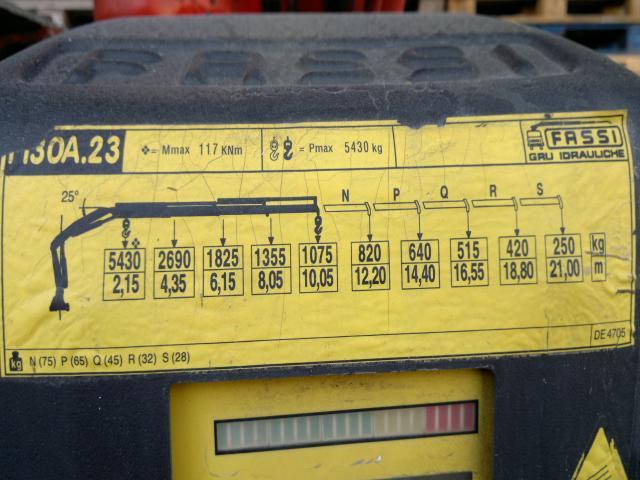 FASSI
130A.23 = Mmax 117 KNm = Pmax 5430 kg FASSI
GRU IDRAULICHE
25° N P Q R S
5430 2690 1825 1355 1075 820 640 515 420 250 kg
2,15 4,35 6,15 8,05 10,05 12,20 14,40 16,55 18,80 21,00 m
DE 4705
kg N (75) P (65) Q (45) R (32) S (28)